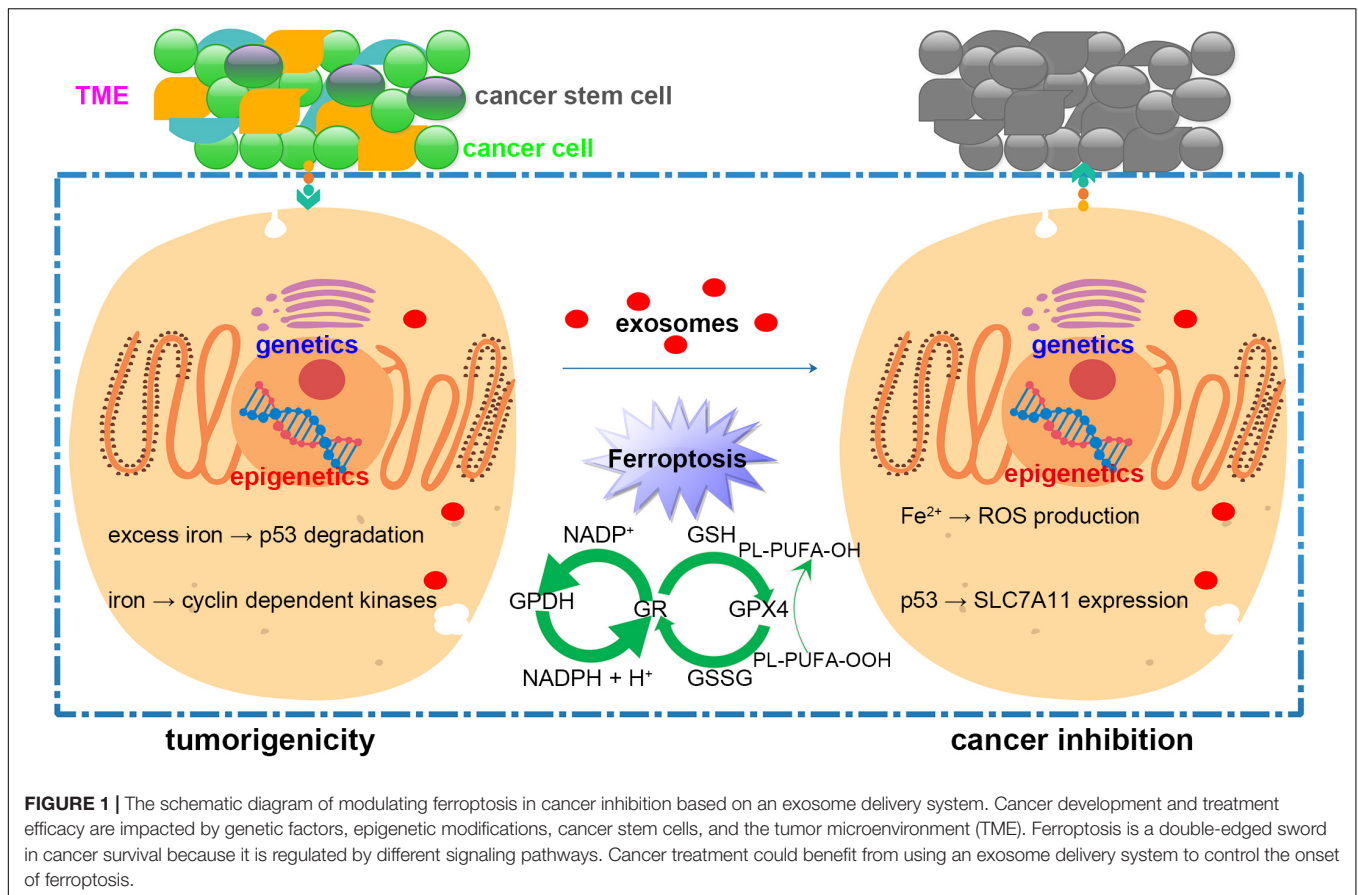 TME
cancer stem cell
cancer cell
genetics
epigenetics
excess iron → p53 degradation
iron → cyclin dependent kinases
exosomes
Ferroptosis
NADP⁺
GSH
PL-PUFA-OH
GPDH
GR
GPX4
NADPH + H⁺
GSSG
PL-PUFA-OOH
genetics
epigenetics
Fe²⁺ → ROS production
p53 → SLC7A11 expression
tumorigenicity
cancer inhibition
FIGURE 1 | The schematic diagram of modulating ferroptosis in cancer inhibition based on an exosome delivery system. Cancer development and treatment
efficacy are impacted by genetic factors, epigenetic modifications, cancer stem cells, and the tumor microenvironment (TME). Ferroptosis is a double-edged sword
in cancer survival because it is regulated by different signaling pathways. Cancer treatment could benefit from using an exosome delivery system to control the onset
of ferroptosis.